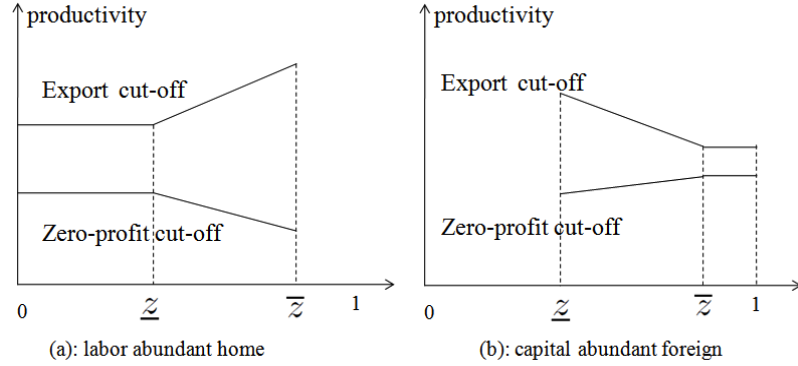 productivity
Export cut-off
Zero-profit cut-off
0
z
z̅
1
(a): labor abundant home
productivity
Export cut-off
Zero-profit cut-off
0
z
z̅
1
(b): capital abundant foreign